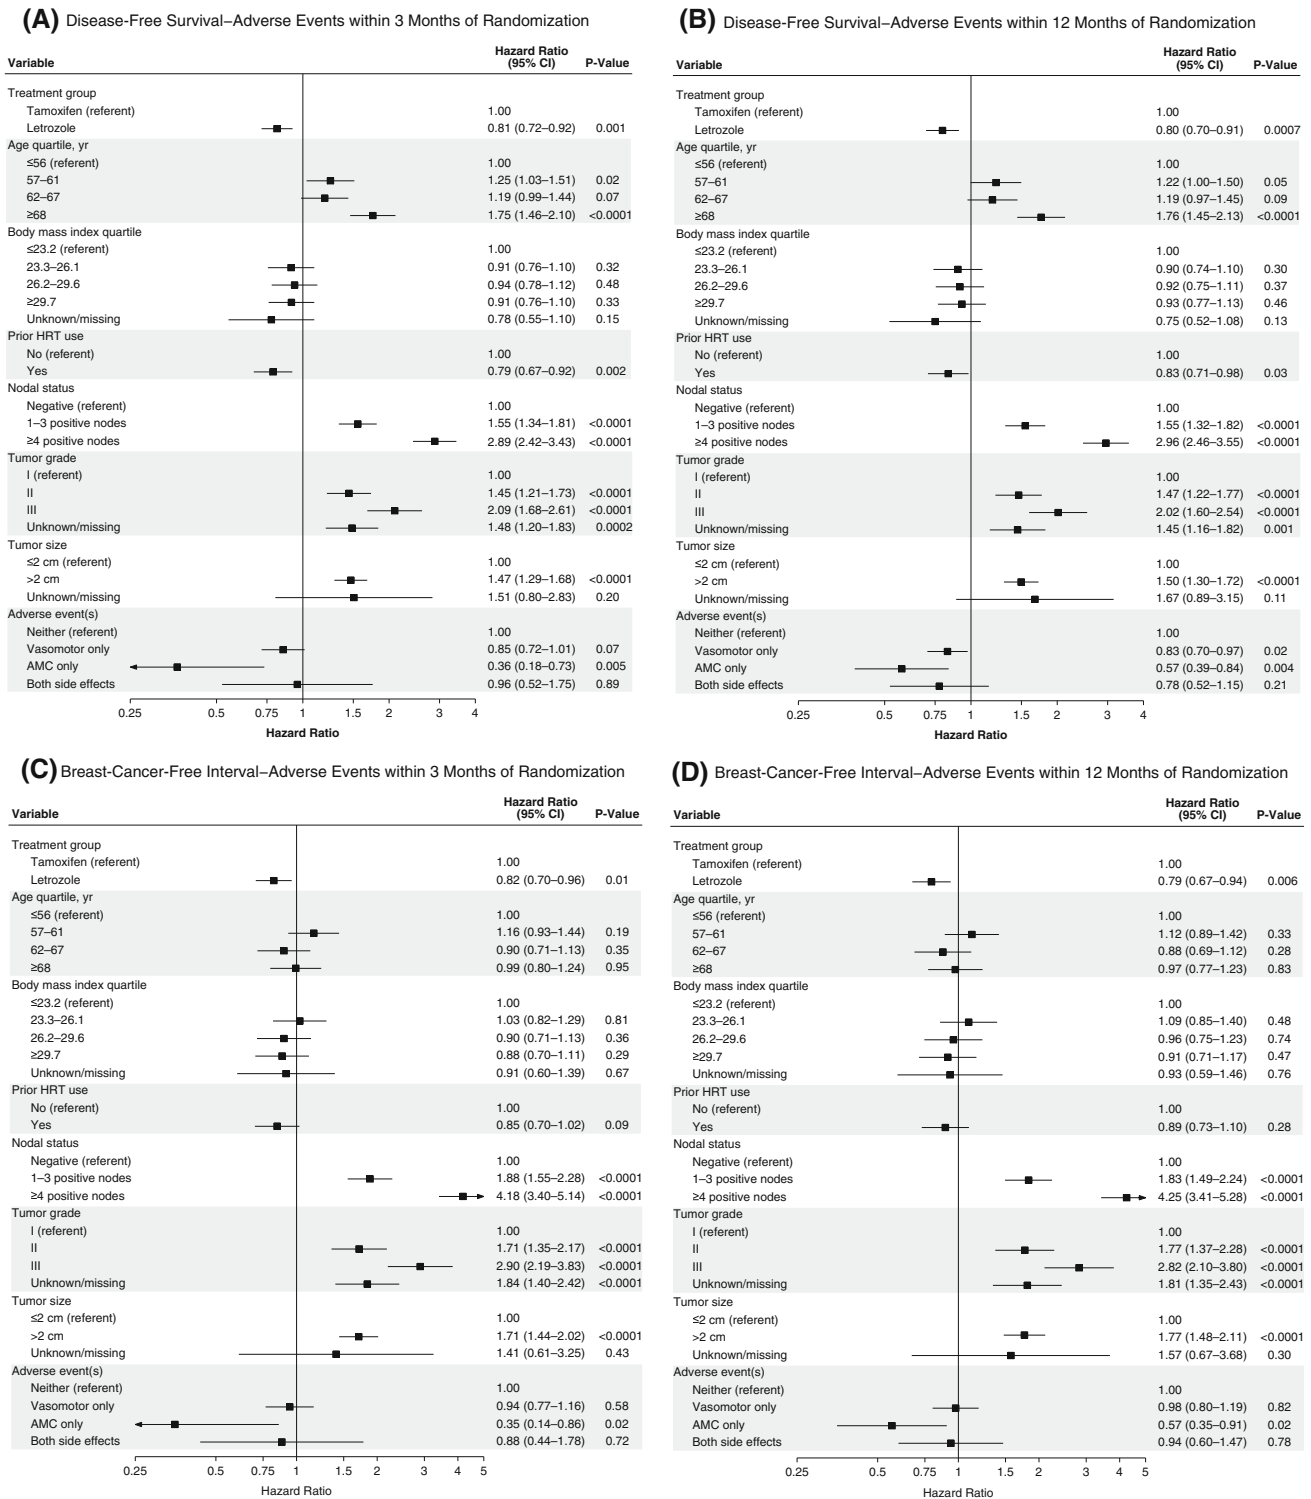 (A) Disease-Free Survival–Adverse Events within 3 Months of Randomization
Variable Hazard Ratio (95% CI) P-Value
Treatment group
Tamoxifen (referent) 1.00
Letrozole 0.81 (0.72–0.92) 0.001
Age quartile, yr
≤56 (referent) 1.00
57–61 1.25 (1.03–1.51) 0.02
62–67 1.19 (0.99–1.44) 0.07
≥68 1.75 (1.46–2.10) <0.0001
Body mass index quartile
≤23.2 (referent) 1.00
23.3–26.1 0.91 (0.76–1.10) 0.32
26.2–29.6 0.94 (0.78–1.12) 0.48
≥29.7 0.91 (0.76–1.10) 0.33
Unknown/missing 0.78 (0.55–1.10) 0.15
Prior HRT use
No (referent) 1.00
Yes 0.79 (0.67–0.92) 0.002
Nodal status
Negative (referent) 1.00
1–3 positive nodes 1.55 (1.34–1.81) <0.0001
≥4 positive nodes 2.89 (2.42–3.43) <0.0001
Tumor grade
I (referent) 1.00
II 1.45 (1.21–1.73) <0.0001
III 2.09 (1.68–2.61) <0.0001
Unknown/missing 1.48 (1.20–1.83) 0.0002
Tumor size
≤2 cm (referent) 1.00
>2 cm 1.47 (1.29–1.68) <0.0001
Unknown/missing 1.51 (0.80–2.83) 0.20
Adverse event(s)
Neither (referent) 1.00
Vasomotor only 0.85 (0.72–1.01) 0.07
AMC only 0.36 (0.18–0.73) 0.005
Both side effects 0.96 (0.52–1.75) 0.89
0.25 0.5 0.75 1 1.5 2 3 4
Hazard Ratio
(B) Disease-Free Survival–Adverse Events within 12 Months of Randomization
Variable Hazard Ratio (95% CI) P-Value
Treatment group
Tamoxifen (referent) 1.00
Letrozole 0.80 (0.70–0.91) 0.0007
Age quartile, yr
≤56 (referent) 1.00
57–61 1.22 (1.00–1.50) 0.05
62–67 1.19 (0.97–1.45) 0.09
≥68 1.76 (1.45–2.13) <0.0001
Body mass index quartile
≤23.2 (referent) 1.00
23.3–26.1 0.90 (0.74–1.10) 0.30
26.2–29.6 0.92 (0.75–1.11) 0.37
≥29.7 0.93 (0.77–1.13) 0.46
Unknown/missing 0.75 (0.52–1.08) 0.13
Prior HRT use
No (referent) 1.00
Yes 0.83 (0.71–0.98) 0.03
Nodal status
Negative (referent) 1.00
1–3 positive nodes 1.55 (1.32–1.82) <0.0001
≥4 positive nodes 2.96 (2.46–3.55) <0.0001
Tumor grade
I (referent) 1.00
II 1.47 (1.22–1.77) <0.0001
III 2.02 (1.60–2.54) <0.0001
Unknown/missing 1.45 (1.16–1.82) 0.001
Tumor size
≤2 cm (referent) 1.00
>2 cm 1.50 (1.30–1.72) <0.0001
Unknown/missing 1.67 (0.89–3.15) 0.11
Adverse event(s)
Neither (referent) 1.00
Vasomotor only 0.83 (0.70–0.97) 0.02
AMC only 0.57 (0.39–0.84) 0.004
Both side effects 0.78 (0.52–1.15) 0.21
0.25 0.5 0.75 1 1.5 2 3 4
Hazard Ratio
(C) Breast-Cancer-Free Interval–Adverse Events within 3 Months of Randomization
Variable Hazard Ratio (95% CI) P-Value
Treatment group
Tamoxifen (referent) 1.00
Letrozole 0.82 (0.70–0.96) 0.01
Age quartile, yr
≤56 (referent) 1.00
57–61 1.16 (0.93–1.44) 0.19
62–67 0.90 (0.71–1.13) 0.35
≥68 0.99 (0.80–1.24) 0.95
Body mass index quartile
≤23.2 (referent) 1.00
23.3–26.1 1.03 (0.82–1.29) 0.81
26.2–29.6 0.90 (0.71–1.13) 0.36
≥29.7 0.88 (0.70–1.11) 0.29
Unknown/missing 0.91 (0.60–1.39) 0.67
Prior HRT use
No (referent) 1.00
Yes 0.85 (0.70–1.02) 0.09
Nodal status
Negative (referent) 1.00
1–3 positive nodes 1.88 (1.55–2.28) <0.0001
≥4 positive nodes 4.18 (3.40–5.14) <0.0001
Tumor grade
I (referent) 1.00
II 1.71 (1.35–2.17) <0.0001
III 2.90 (2.19–3.83) <0.0001
Unknown/missing 1.84 (1.40–2.42) <0.0001
Tumor size
≤2 cm (referent) 1.00
>2 cm 1.71 (1.44–2.02) <0.0001
Unknown/missing 1.41 (0.61–3.25) 0.43
Adverse event(s)
Neither (referent) 1.00
Vasomotor only 0.94 (0.77–1.16) 0.58
AMC only 0.35 (0.14–0.86) 0.02
Both side effects 0.88 (0.44–1.78) 0.72
0.25 0.5 0.75 1 1.5 2 3 4 5
Hazard Ratio
(D) Breast-Cancer-Free Interval–Adverse Events within 12 Months of Randomization
Variable Hazard Ratio (95% CI) P-Value
Treatment group
Tamoxifen (referent) 1.00
Letrozole 0.79 (0.67–0.94) 0.006
Age quartile, yr
≤56 (referent) 1.00
57–61 1.12 (0.89–1.42) 0.33
62–67 0.88 (0.69–1.12) 0.28
≥68 0.97 (0.77–1.23) 0.83
Body mass index quartile
≤23.2 (referent) 1.00
23.3–26.1 1.09 (0.85–1.40) 0.48
26.2–29.6 0.96 (0.75–1.23) 0.74
≥29.7 0.91 (0.71–1.17) 0.47
Unknown/missing 0.93 (0.59–1.46) 0.76
Prior HRT use
No (referent) 1.00
Yes 0.89 (0.73–1.10) 0.28
Nodal status
Negative (referent) 1.00
1–3 positive nodes 1.83 (1.49–2.24) <0.0001
≥4 positive nodes 4.25 (3.41–5.28) <0.0001
Tumor grade
I (referent) 1.00
II 1.77 (1.37–2.28) <0.0001
III 2.82 (2.10–3.80) <0.0001
Unknown/missing 1.81 (1.35–2.43) <0.0001
Tumor size
≤2 cm (referent) 1.00
>2 cm 1.77 (1.48–2.11) <0.0001
Unknown/missing 1.57 (0.67–3.68) 0.30
Adverse event(s)
Neither (referent) 1.00
Vasomotor only 0.98 (0.80–1.19) 0.82
AMC only 0.57 (0.35–0.91) 0.02
Both side effects 0.94 (0.60–1.47) 0.78
0.25 0.5 0.75 1 1.5 2 3 4 5
Hazard Ratio